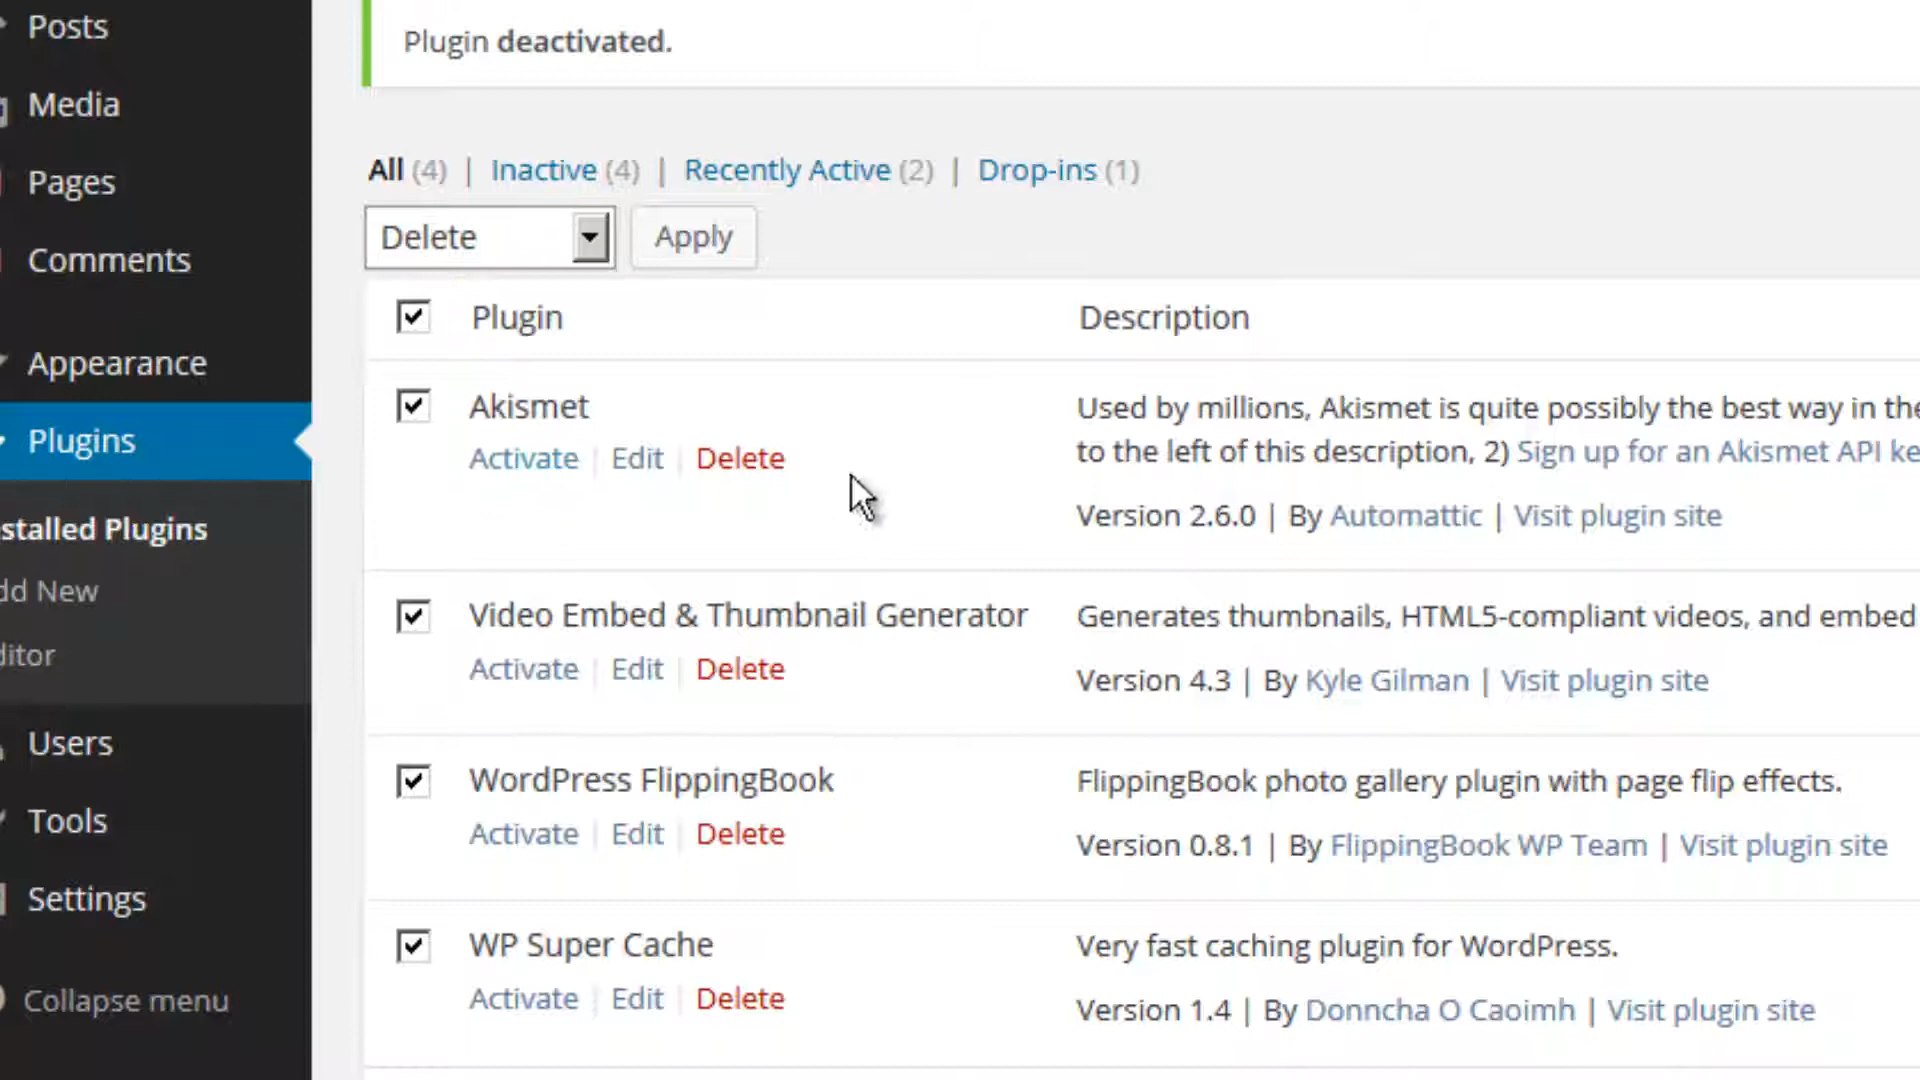 Posts
Media
Pages
Comments
Appearance
Plugins
stalled Plugins
dd New
ditor
Users
Tools
Settings
Collapse menu
Plugin deactivated.
All (4) | Inactive (4) | Recently Active (2) | Drop-ins (1)
Delete Apply
Plugin Description
Akismet
Activate | Edit | Delete
Used by millions, Akismet is quite possibly the best way in the
to the left of this description, 2) Sign up for an Akismet API ke
Version 2.6.0 | By Automattic | Visit plugin site
Video Embed & Thumbnail Generator
Activate | Edit | Delete
Generates thumbnails, HTML5-compliant videos, and embed
Version 4.3 | By Kyle Gilman | Visit plugin site
WordPress FlippingBook
Activate | Edit | Delete
FlippingBook photo gallery plugin with page flip effects.
Version 0.8.1 | By FlippingBook WP Team | Visit plugin site
WP Super Cache
Activate | Edit | Delete
Very fast caching plugin for WordPress.
Version 1.4 | By Donncha O Caoimh | Visit plugin site